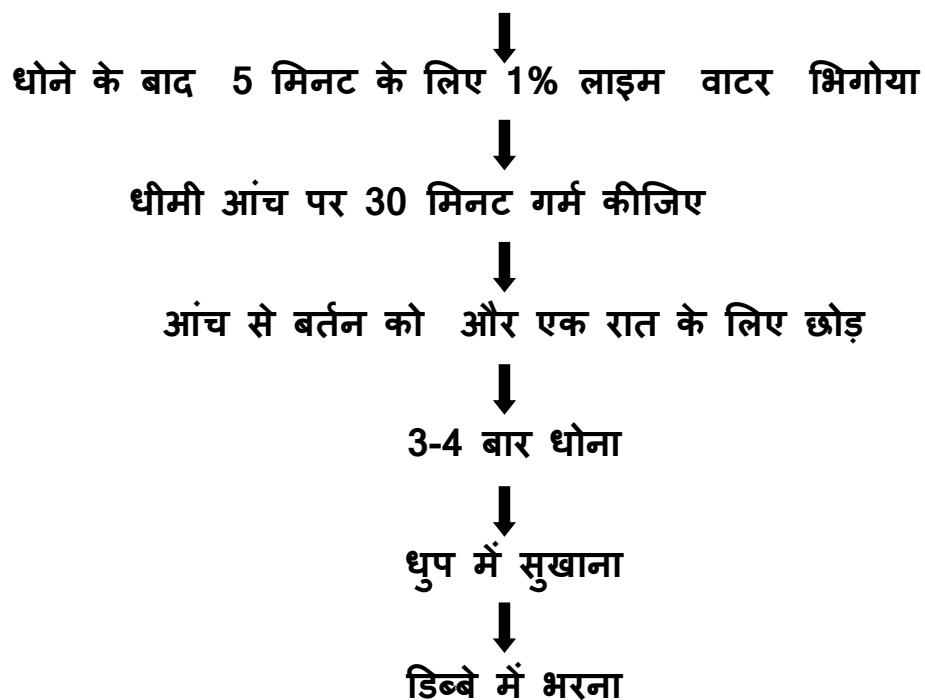 धोने के बाद 5 मिनट के लिए 1% लाइम वाटर भिगोया
धीमी आंच पर 30 मिनट गर्म कीजिए
आंच से बर्तन को और एक रात के लिए छोड़
3-4 बार धोना
धुप में सुखाना
डिब्बे में भरना